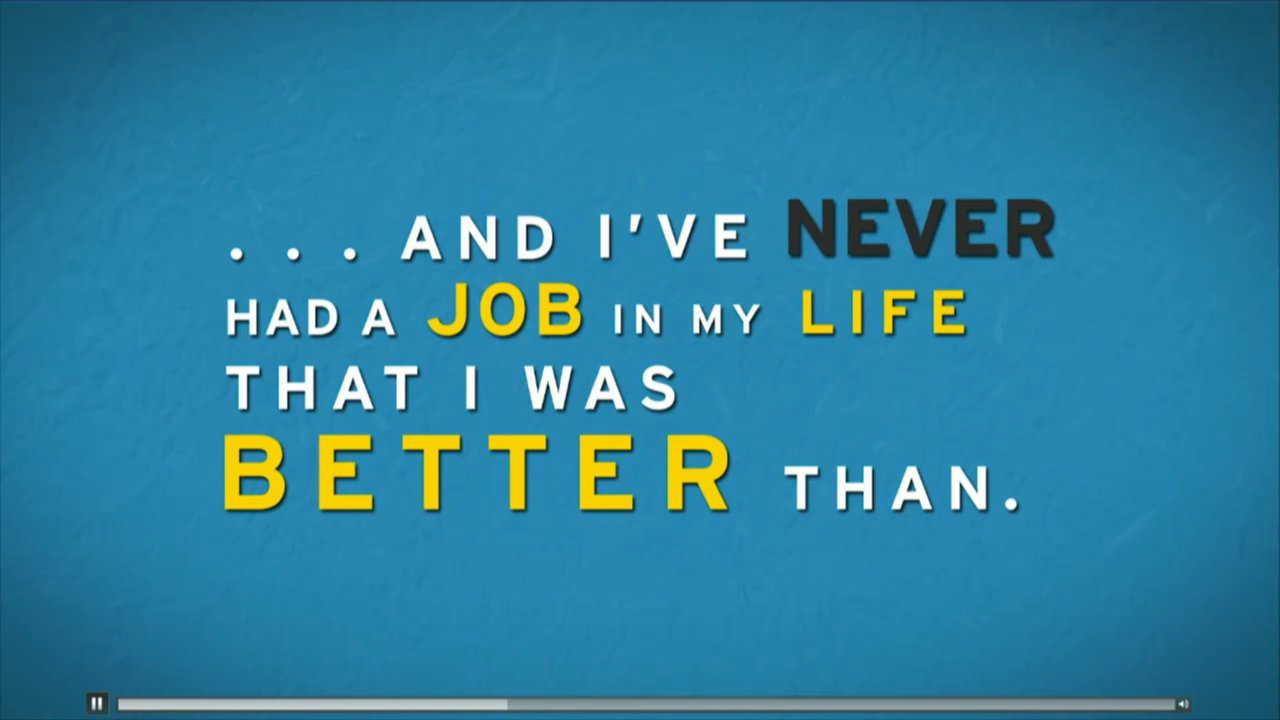 . . . AND I'VE NEVER
HAD A JOB IN MY LIFE
THAT I WAS
BETTER THAN.